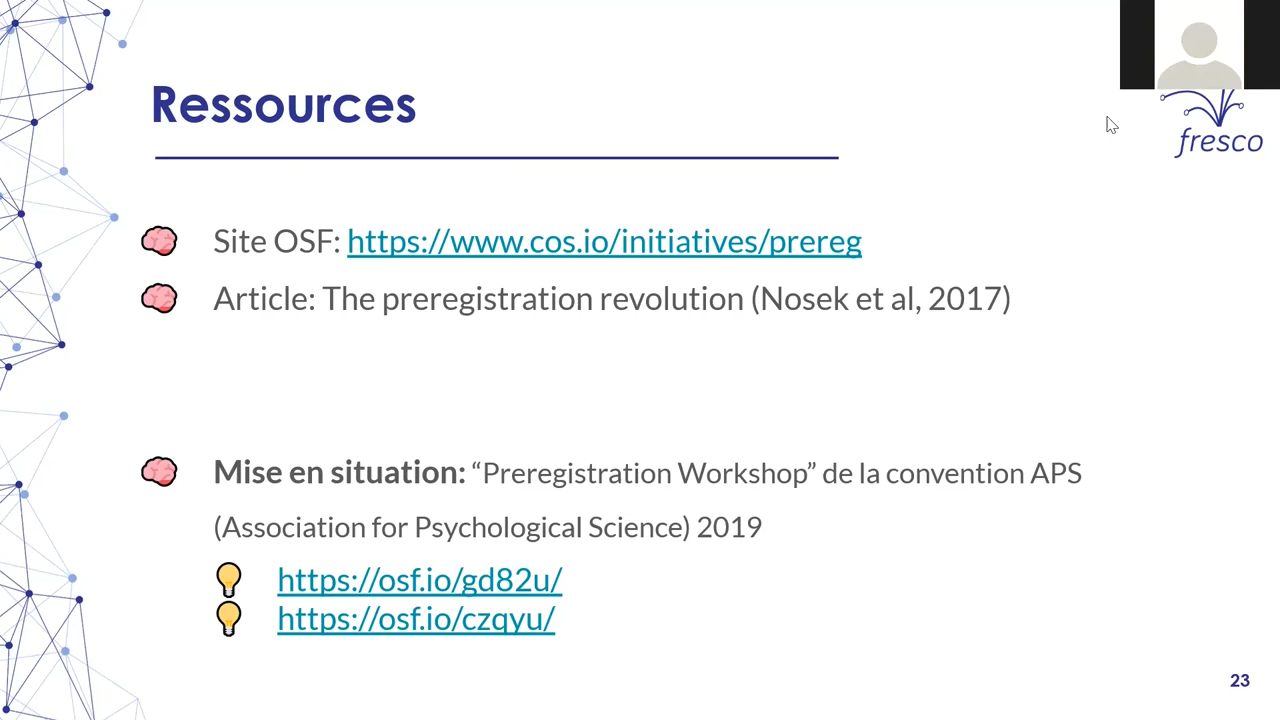 Ressources
fresco
Site OSF: https://www.cos.io/initiatives/prereg
Article: The preregistration revolution (Nosek et al, 2017)
Mise en situation: “Preregistration Workshop” de la convention APS
(Association for Psychological Science) 2019
https://osf.io/gd82u/
https://osf.io/czqyu/
23